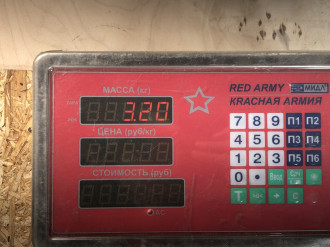 МАССА (кг)
3.20
ЦЕНА (руб/кг)
СТОИМОСТЬ (руб)
RED ARMY МИДЛ
КРАСНАЯ АРМИЯ
7 8 9 П1 П2
4 5 6 П3 П4
1 2 3 П5 П6
0 С
Т